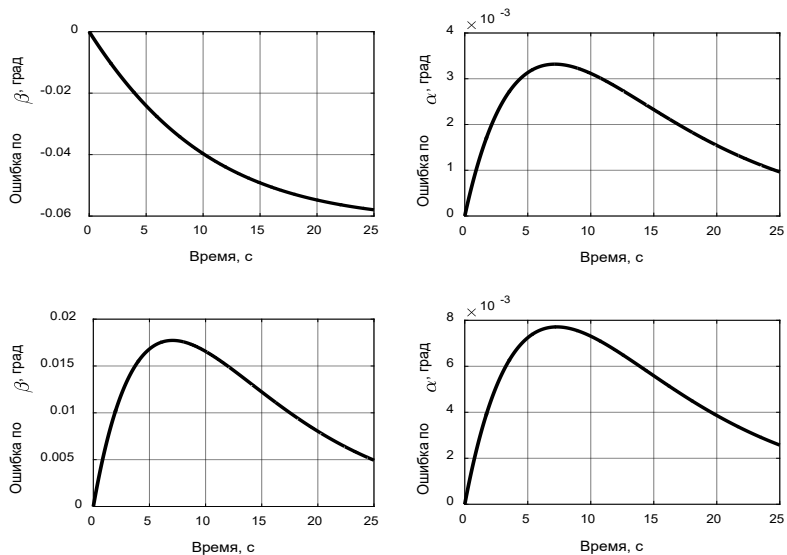 0
-0.02
-0.04
-0.06
0 5 10 15 20 25
Ошибка по β, град
Время, с
× 10 -3
4
3
2
1
0
0 5 10 15 20 25
Ошибка по α, град
Время, с
0.02
0.015
0.01
0.005
0
0 5 10 15 20 25
Ошибка по β, град
Время, с
× 10 -3
8
6
4
2
0
0 5 10 15 20 25
Ошибка по α, град
Время, с